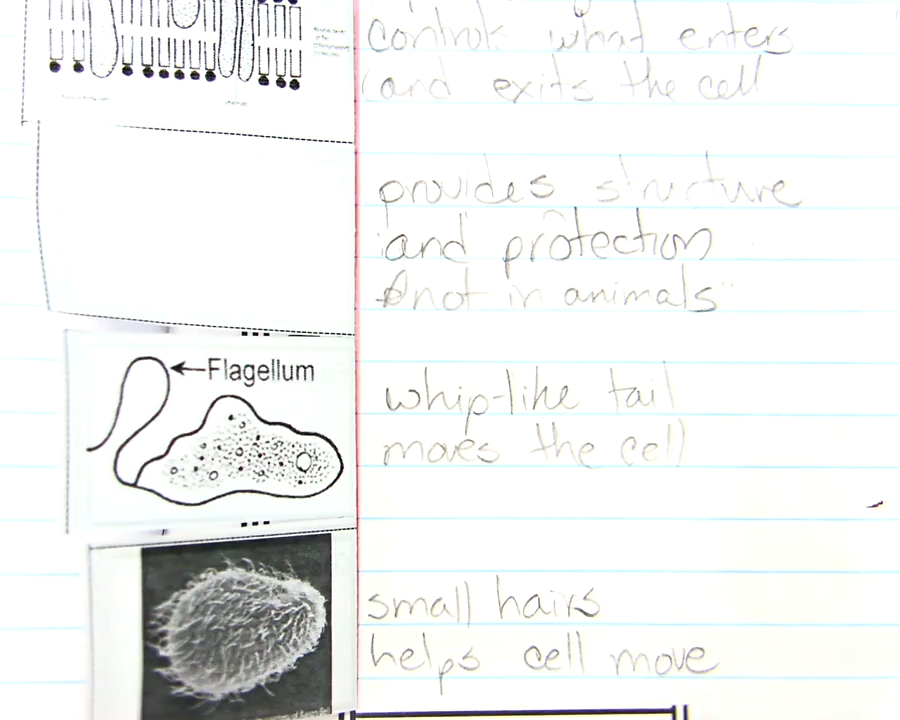 controls what enters
and exits the cell
provides structure
and protection
not in animals
Flagellum
whip-like tail
moves the cell
small hairs
helps cell move